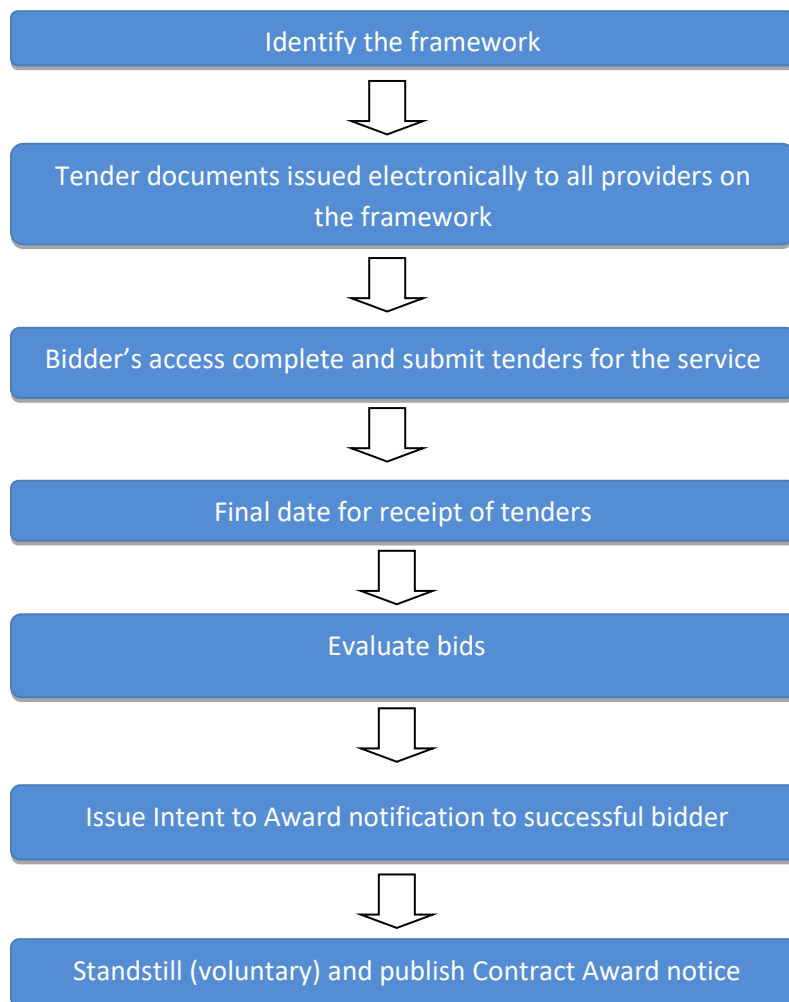 Identify the framework
Tender documents issued electronically to all providers on
the framework
Bidder’s access complete and submit tenders for the service
Final date for receipt of tenders
Evaluate bids
Issue Intent to Award notification to successful bidder
Standstill (voluntary) and publish Contract Award notice